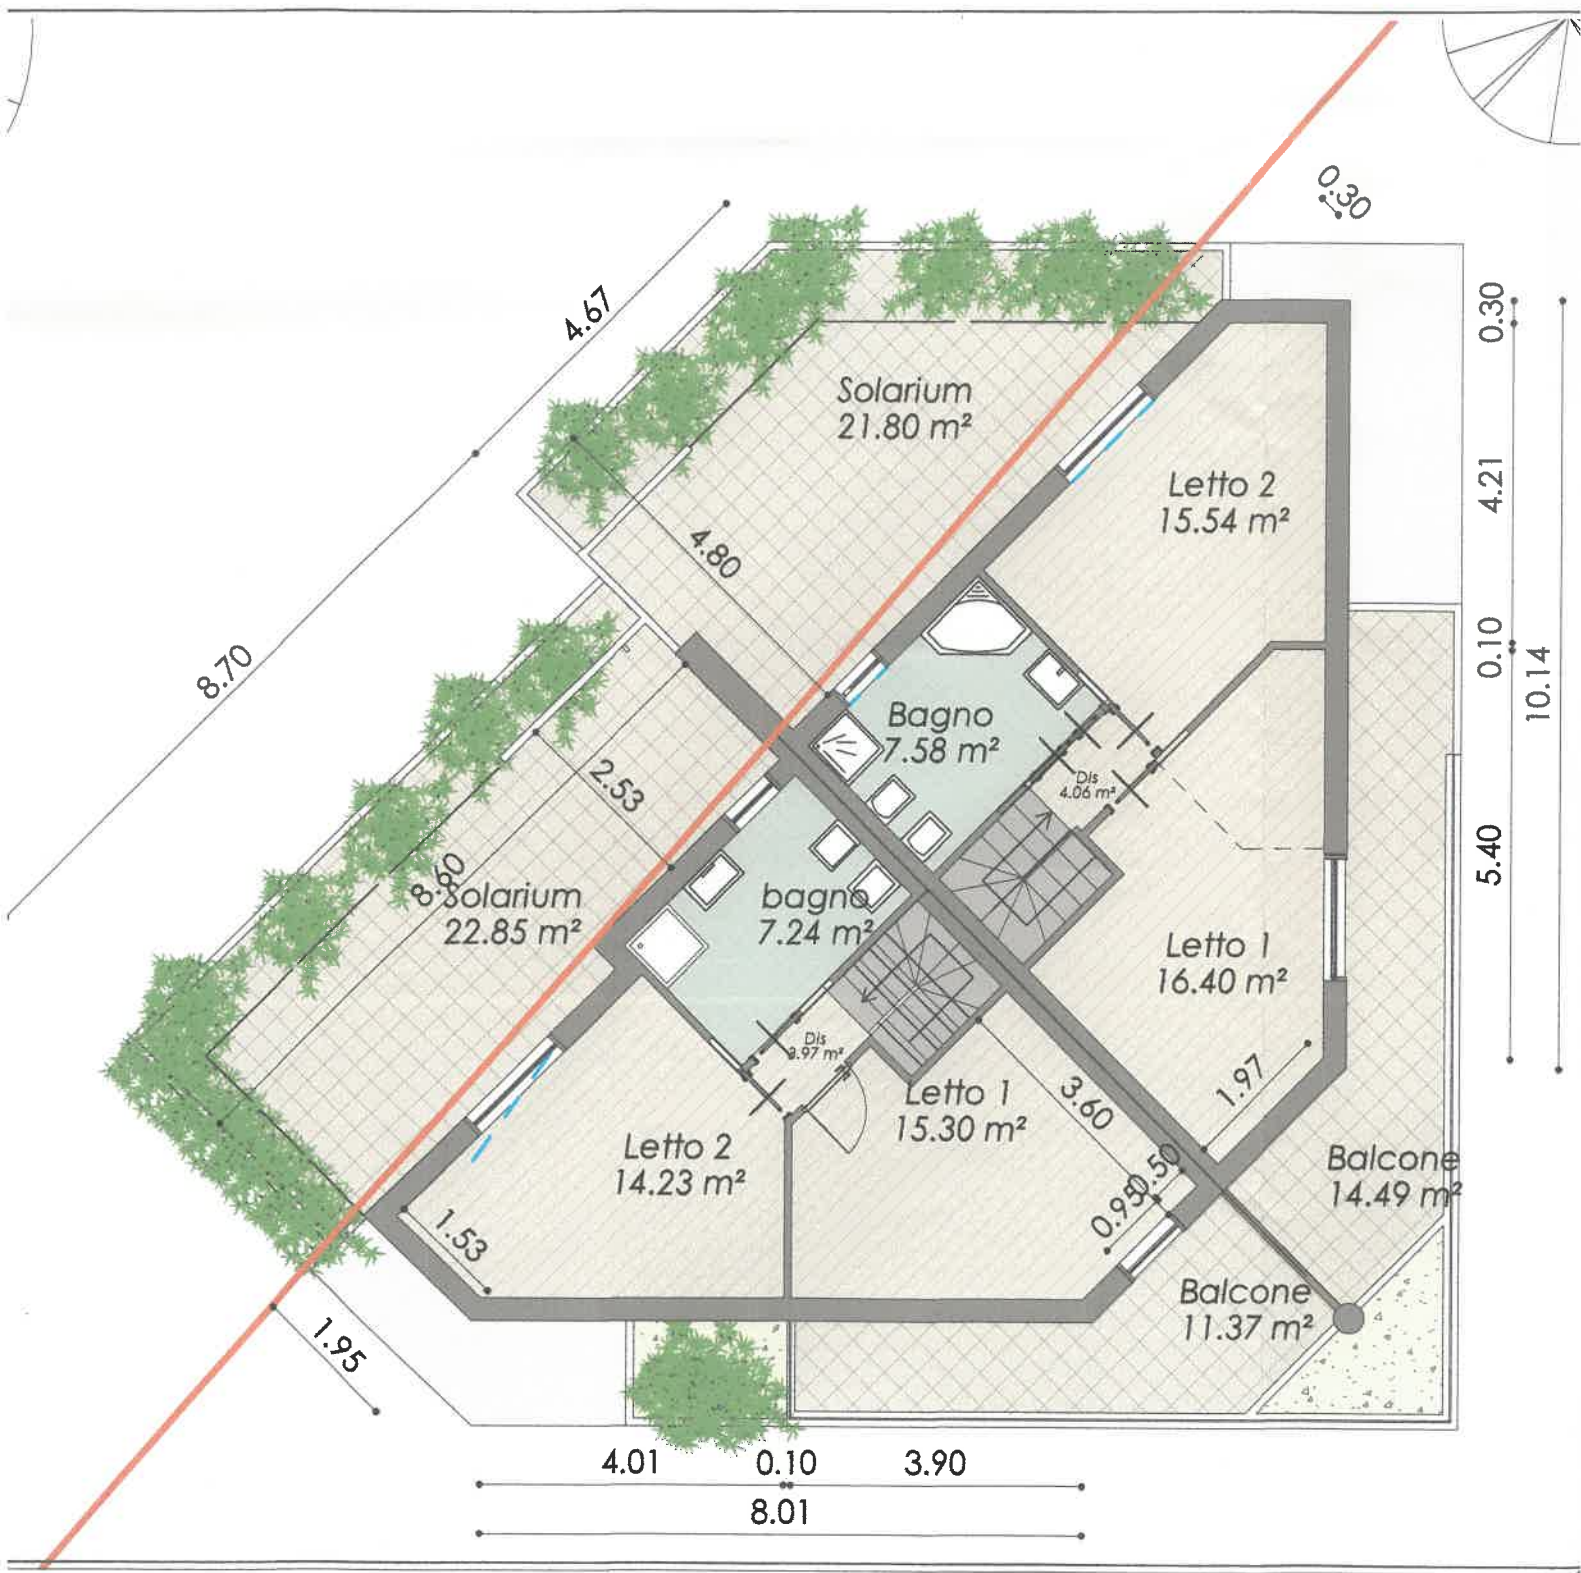 0.30
4.67
0.30
Solarium
21.80 m²
Letto 2
15.54 m²
4.21
4.80
0.10
10.14
8.70
Bagno
7.58 m²
2.53
Dis
4.06 m²
5.40
8.60
Solarium
22.85 m²
bagno
7.24 m²
Letto 1
16.40 m²
Dis
3.97 m²
Letto 1
15.30 m²
3.60
1.97
Letto 2
14.23 m²
0.50
0.95
Balcone
14.49 m²
1.53
Balcone
11.37 m²
1.95
4.01 0.10 3.90
8.01